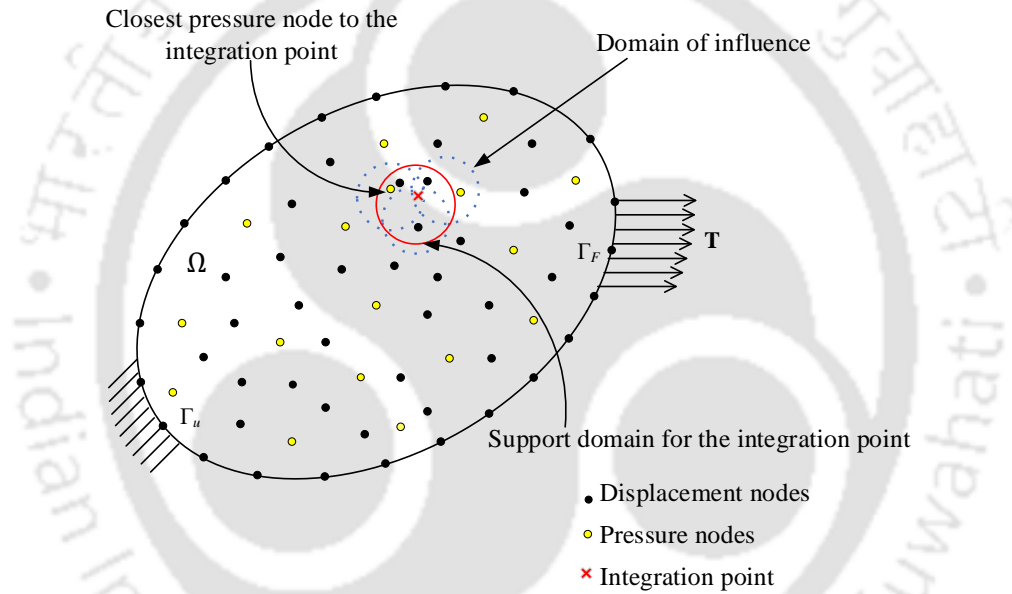 Closest pressure node to the
integration point
Domain of influence
Ω
Γ_F
T
Γ_u
Support domain for the integration point
Displacement nodes
Pressure nodes
Integration point